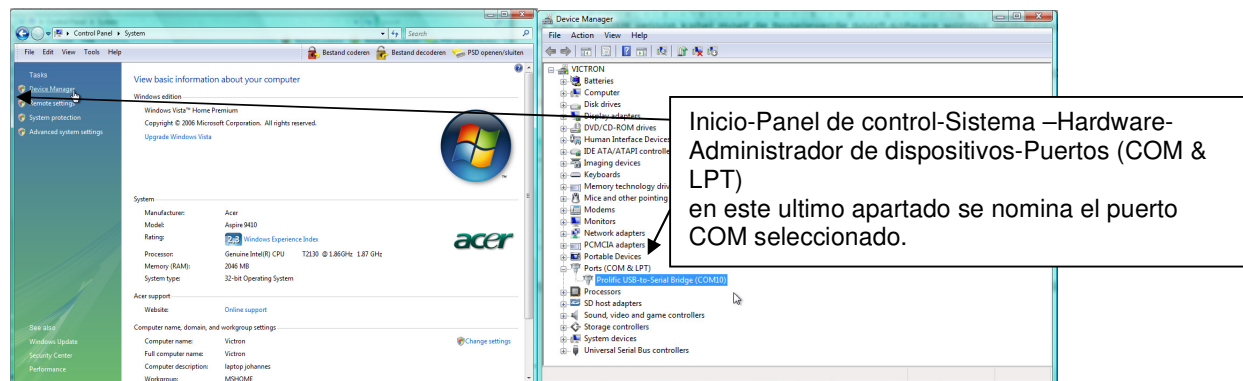 Control Panel ▸ System
Search
File Edit View Tools Help
Bestand coderen Bestand decoderen PSD openen/sluiten
Tasks
Device Manager
Remote settings
System protection
Advanced system settings
See also
Windows Update
Security Center
Performance
View basic information about your computer
Windows edition
Windows Vista™ Home Premium
Copyright © 2006 Microsoft Corporation. All rights reserved.
Upgrade Windows Vista
System
Manufacturer: Acer
Model: Aspire 9410
Rating: 2,3 Windows Experience Index
Processor: Genuine Intel(R) CPU T2130 @ 1.86GHz 1.87 GHz
Memory (RAM): 2046 MB
System type: 32-bit Operating System
acer
Acer support
Website: Online support
Computer name, domain, and workgroup settings
Computer name: Victron
Change settings
Full computer name: Victron
Computer description: laptop johannes
Workgroup: MSHOME
Device Manager
File Action View Help
VICTRON
Batteries
Computer
Disk drives
Display adapters
DVD/CD-ROM drives
Human Interface Devices
IDE ATA/ATAPI controlle
Imaging devices
Keyboards
Memory technology driv
Mice and other pointing
Modems
Monitors
Network adapters
PCMCIA adapters
Portable Devices
Ports (COM & LPT)
Prolific USB-to-Serial Bridge (COM10)
Processors
SD host adapters
Sound, video and game controllers
Storage controllers
System devices
Universal Serial Bus controllers
Inicio-Panel de control-Sistena –Hardware-
Administrador de dispositivos-Puertos (COM &
LPT)
en este ultimo apartado se nomina el puerto
COM seleccionado.